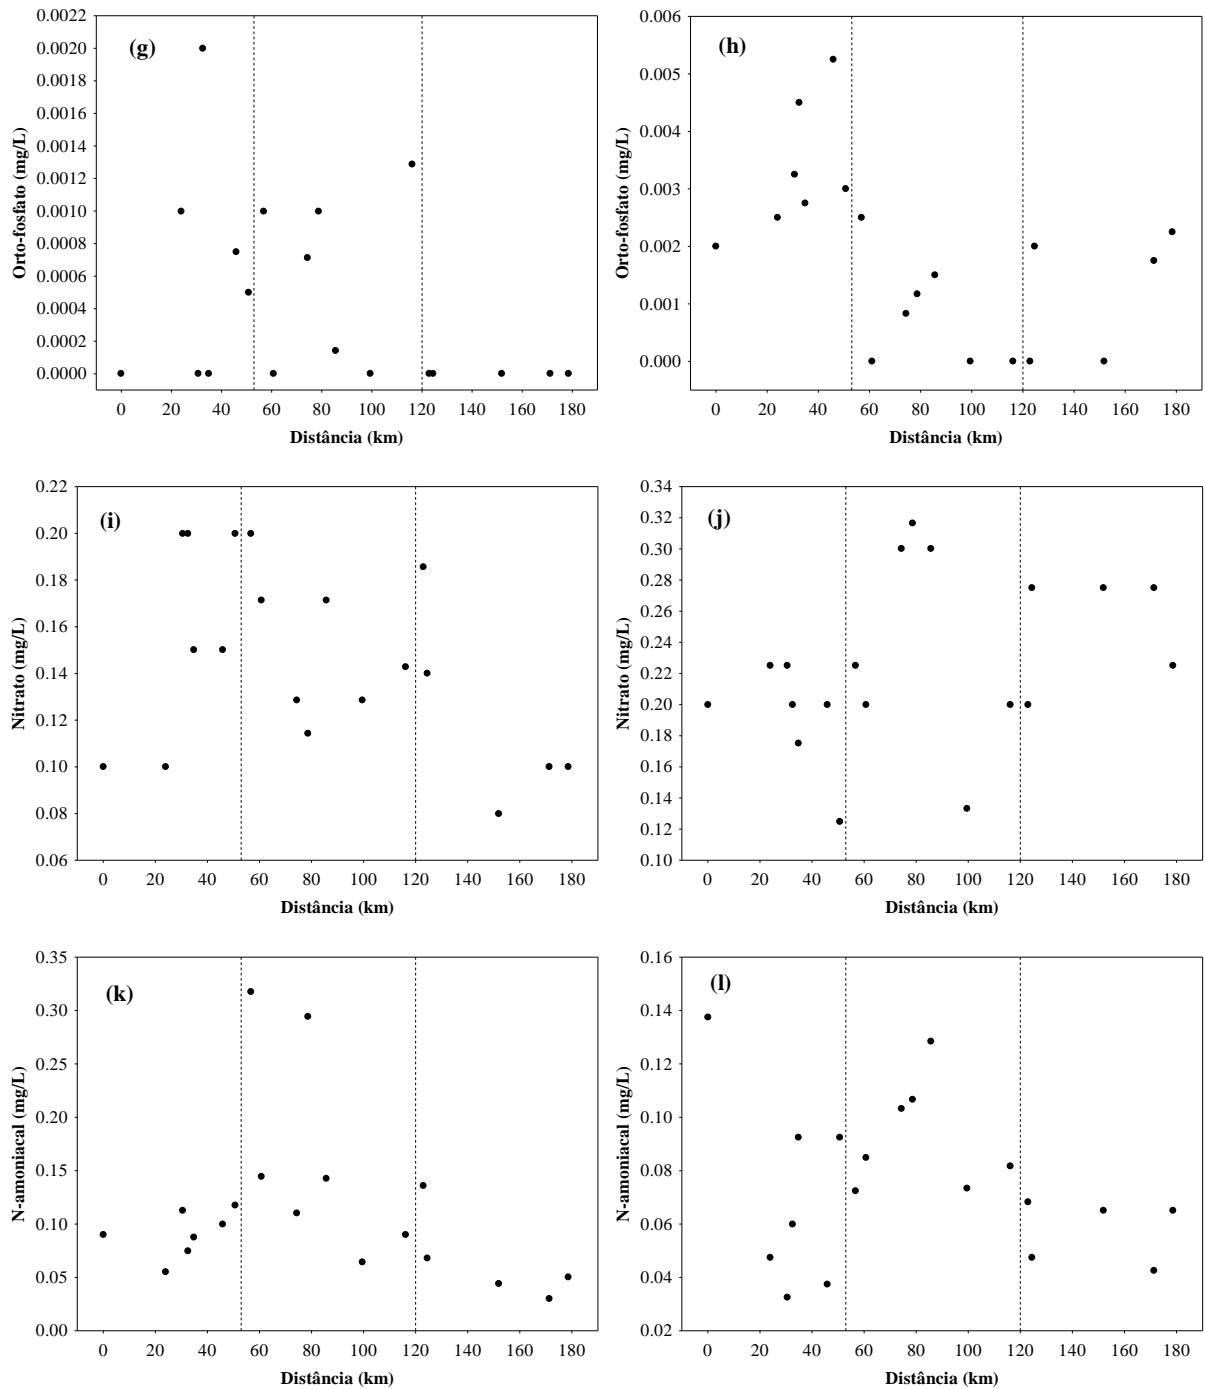 (g)
Orto-fosfato (mg/L)
0.0022
0.0020
0.0018
0.0016
0.0014
0.0012
0.0010
0.0008
0.0006
0.0004
0.0002
0.0000
0 20 40 60 80 100 120 140 160 180
Distância (km)
(h)
Orto-fosfato (mg/L)
0.006
0.005
0.004
0.003
0.002
0.001
0.000
0 20 40 60 80 100 120 140 160 180
Distância (km)
(i)
Nitrato (mg/L)
0.22
0.20
0.18
0.16
0.14
0.12
0.10
0.08
0.06
0 20 40 60 80 100 120 140 160 180
Distância (km)
(j)
Nitrato (mg/L)
0.34
0.32
0.30
0.28
0.26
0.24
0.22
0.20
0.18
0.16
0.14
0.12
0.10
0 20 40 60 80 100 120 140 160 180
Distância (km)
(k)
N-amoniacal (mg/L)
0.35
0.30
0.25
0.20
0.15
0.10
0.05
0.00
0 20 40 60 80 100 120 140 160 180
Distância (km)
(l)
N-amoniacal (mg/L)
0.16
0.14
0.12
0.10
0.08
0.06
0.04
0.02
0 20 40 60 80 100 120 140 160 180
Distância (km)